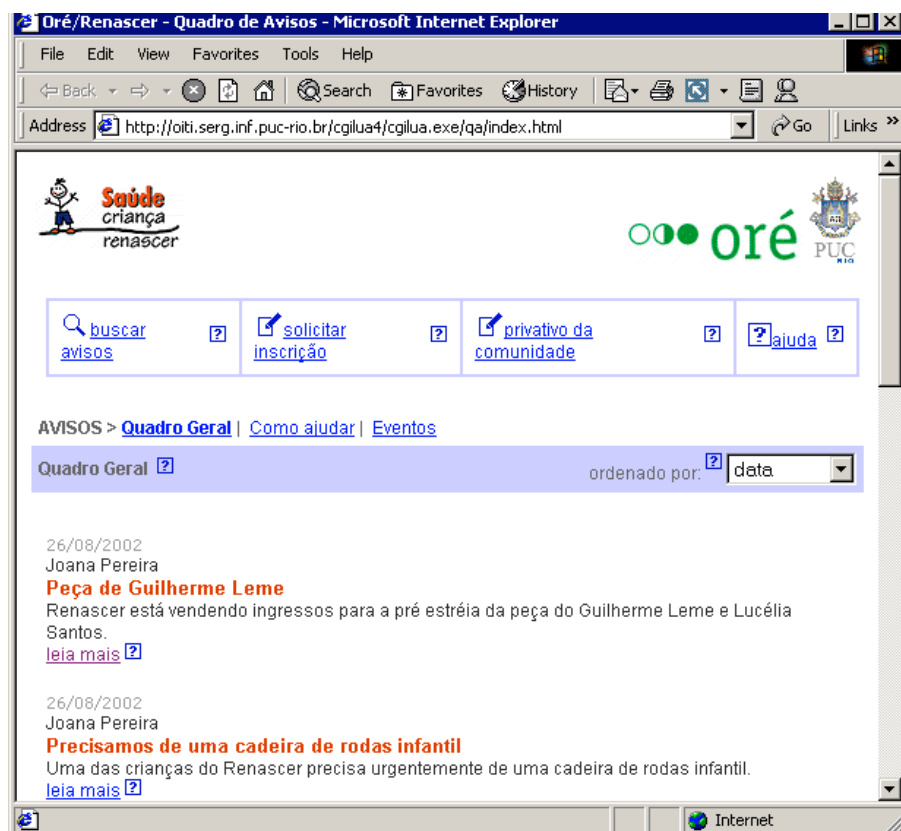 Oré/Renascer - Quadro de Avisos - Microsoft Internet Explorer
File Edit View Favorites Tools Help
Back Search Favorites History
Address http://oiti.serg.inf.puc-rio.br/cgilua4/cgilua.exe/qa/index.html Go Links »
Saúde
criança
renascer
oré
PUC
RIO
buscar avisos ?
solicitar inscrição ?
privativo da comunidade ?
? ajuda ?
AVISOS > Quadro Geral | Como ajudar | Eventos
Quadro Geral ? ordenado por: ? data
26/08/2002
Joana Pereira
Peça de Guilherme Leme
Renascer está vendendo ingressos para a pré estréia da peça do Guilherme Leme e Lucélia
Santos.
leia mais ?
26/08/2002
Joana Pereira
Precisamos de uma cadeira de rodas infantil
Uma das crianças do Renascer precisa urgentemente de uma cadeira de rodas infantil.
leia mais ?
Internet